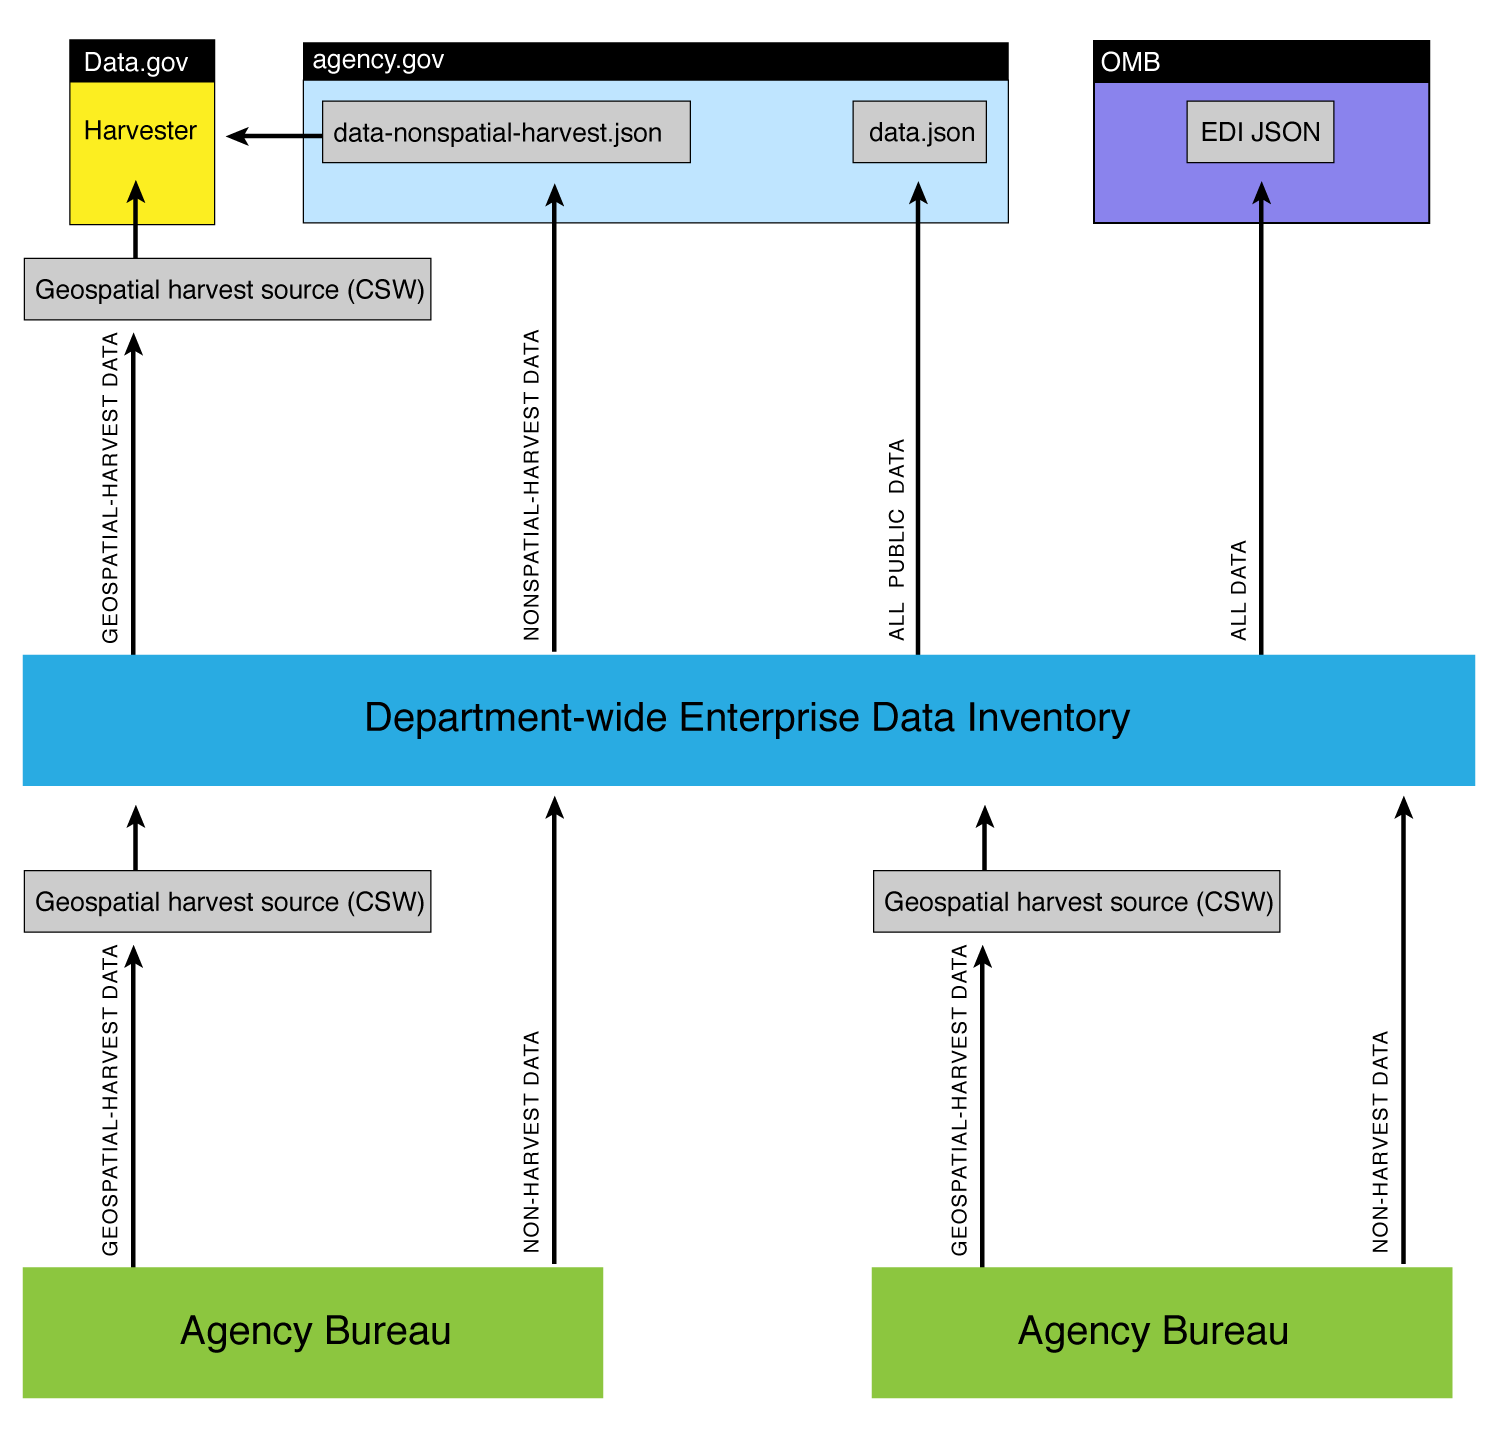 Data.gov
agency.gov
OMB
Harvester
data-nonspatial-harvest.json
data.json
EDI JSON
Geospatial harvest source (CSW)
GEOSPATIAL-HARVEST DATA
NONSPATIAL-HARVEST DATA
ALL PUBLIC DATA
ALL DATA
Department-wide Enterprise Data Inventory
Geospatial harvest source (CSW)
Geospatial harvest source (CSW)
GEOSPATIAL-HARVEST DATA
NON-HARVEST DATA
GEOSPATIAL-HARVEST DATA
NON-HARVEST DATA
Agency Bureau
Agency Bureau